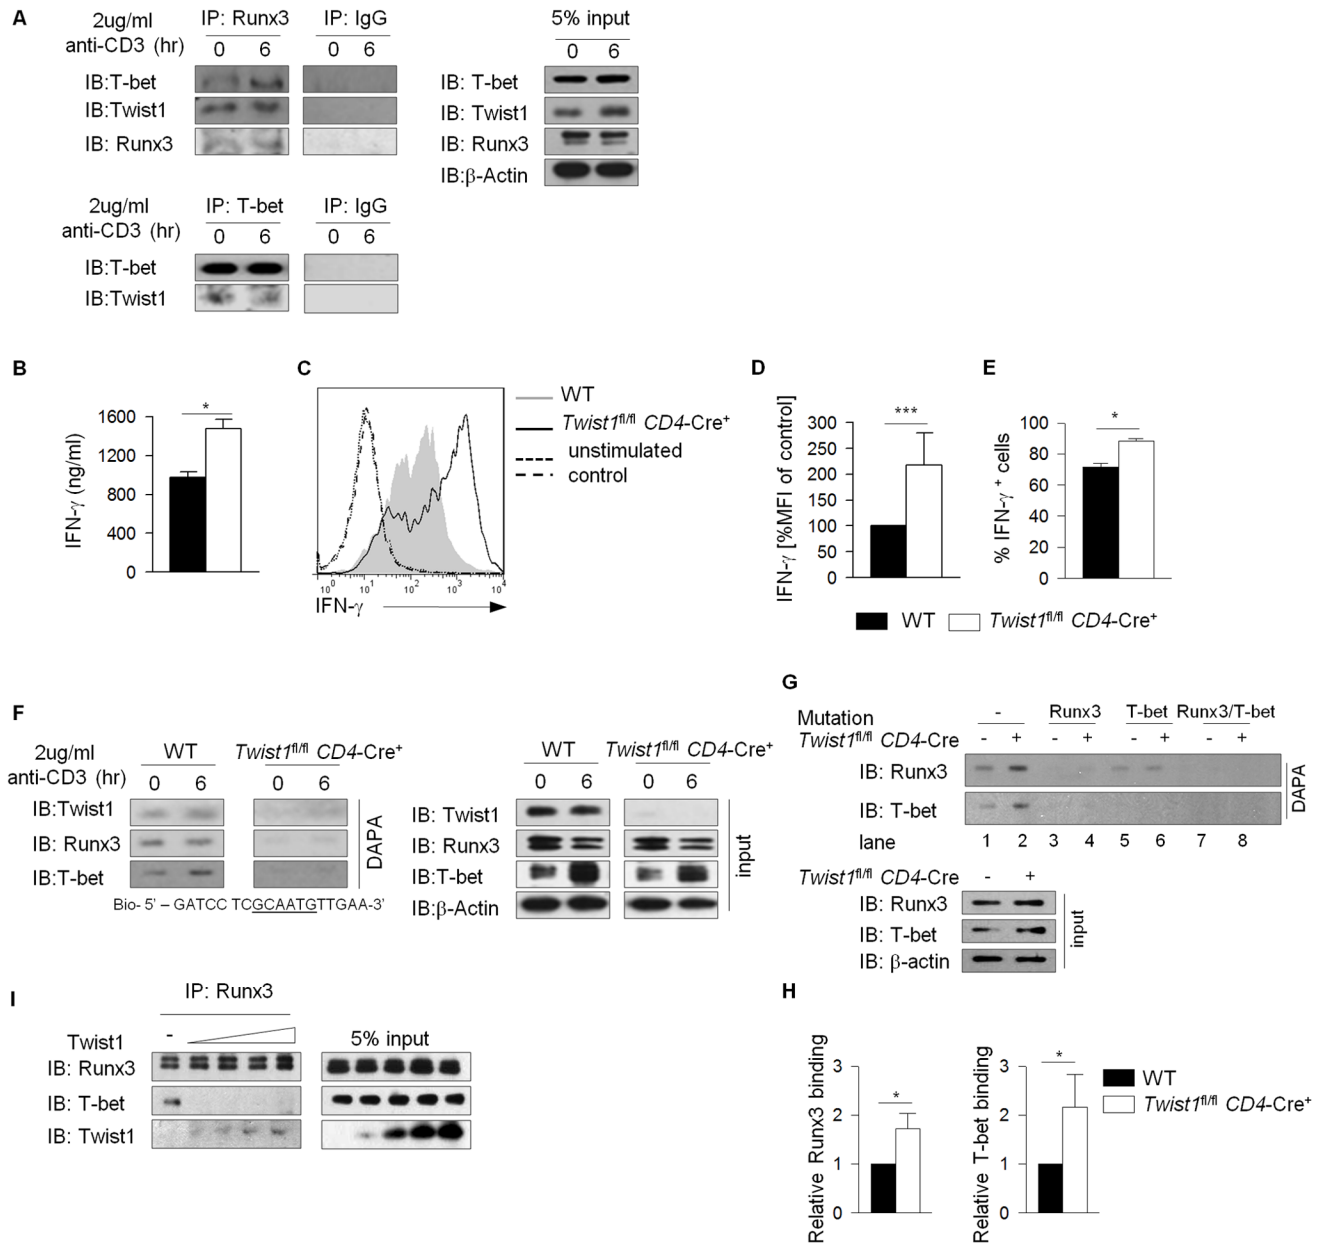 A
2ug/ml
anti-CD3 (hr)
IP: Runx3
IP: IgG
0 6 0 6
IB:T-bet
IB:Twist1
IB: Runx3
5% input
0 6
IB: T-bet
IB: Twist1
IB: Runx3
IB:β-Actin
2ug/ml
anti-CD3 (hr)
IP: T-bet
IP: IgG
0 6 0 6
IB:T-bet
IB:Twist1
B
IFN-γ (ng/ml)
1600
1200
800
400
0
*
C
10⁰ 10¹ 10² 10³ 10⁴
IFN-γ
WT
Twist1fl/fl CD4-Cre⁺
unstimulated
control
D
IFN-γ [%MFI of control]
300
250
200
150
100
50
0
***
E
% IFN-γ ⁺ cells
100
80
60
40
20
0
*
WT
Twist1fl/fl CD4-Cre⁺
F
2ug/ml
anti-CD3 (hr)
WT
Twist1fl/fl CD4-Cre⁺
0 6 0 6
IB:Twist1
IB: Runx3
IB:T-bet
DAPA
Bio- 5’ – GATCC TCGCAATGTTGAA-3’
WT
Twist1fl/fl CD4-Cre⁺
0 6 0 6
IB: Twist1
IB: Runx3
IB:T-bet
IB:β-Actin
input
G
Mutation - Runx3 T-bet Runx3/T-bet
Twist1fl/fl CD4-Cre - + - + - + - +
IB: Runx3
IB: T-bet
DAPA
lane 1 2 3 4 5 6 7 8
Twist1fl/fl CD4-Cre - +
IB: Runx3
IB: T-bet
IB: β-actin
input
I
IP: Runx3
Twist1 -
5% input
IB: Runx3
IB: T-bet
IB: Twist1
H
Relative Runx3 binding
3
2
1
0
*
Relative T-bet binding
3
2
1
0
*
WT
Twist1fl/fl CD4-Cre⁺